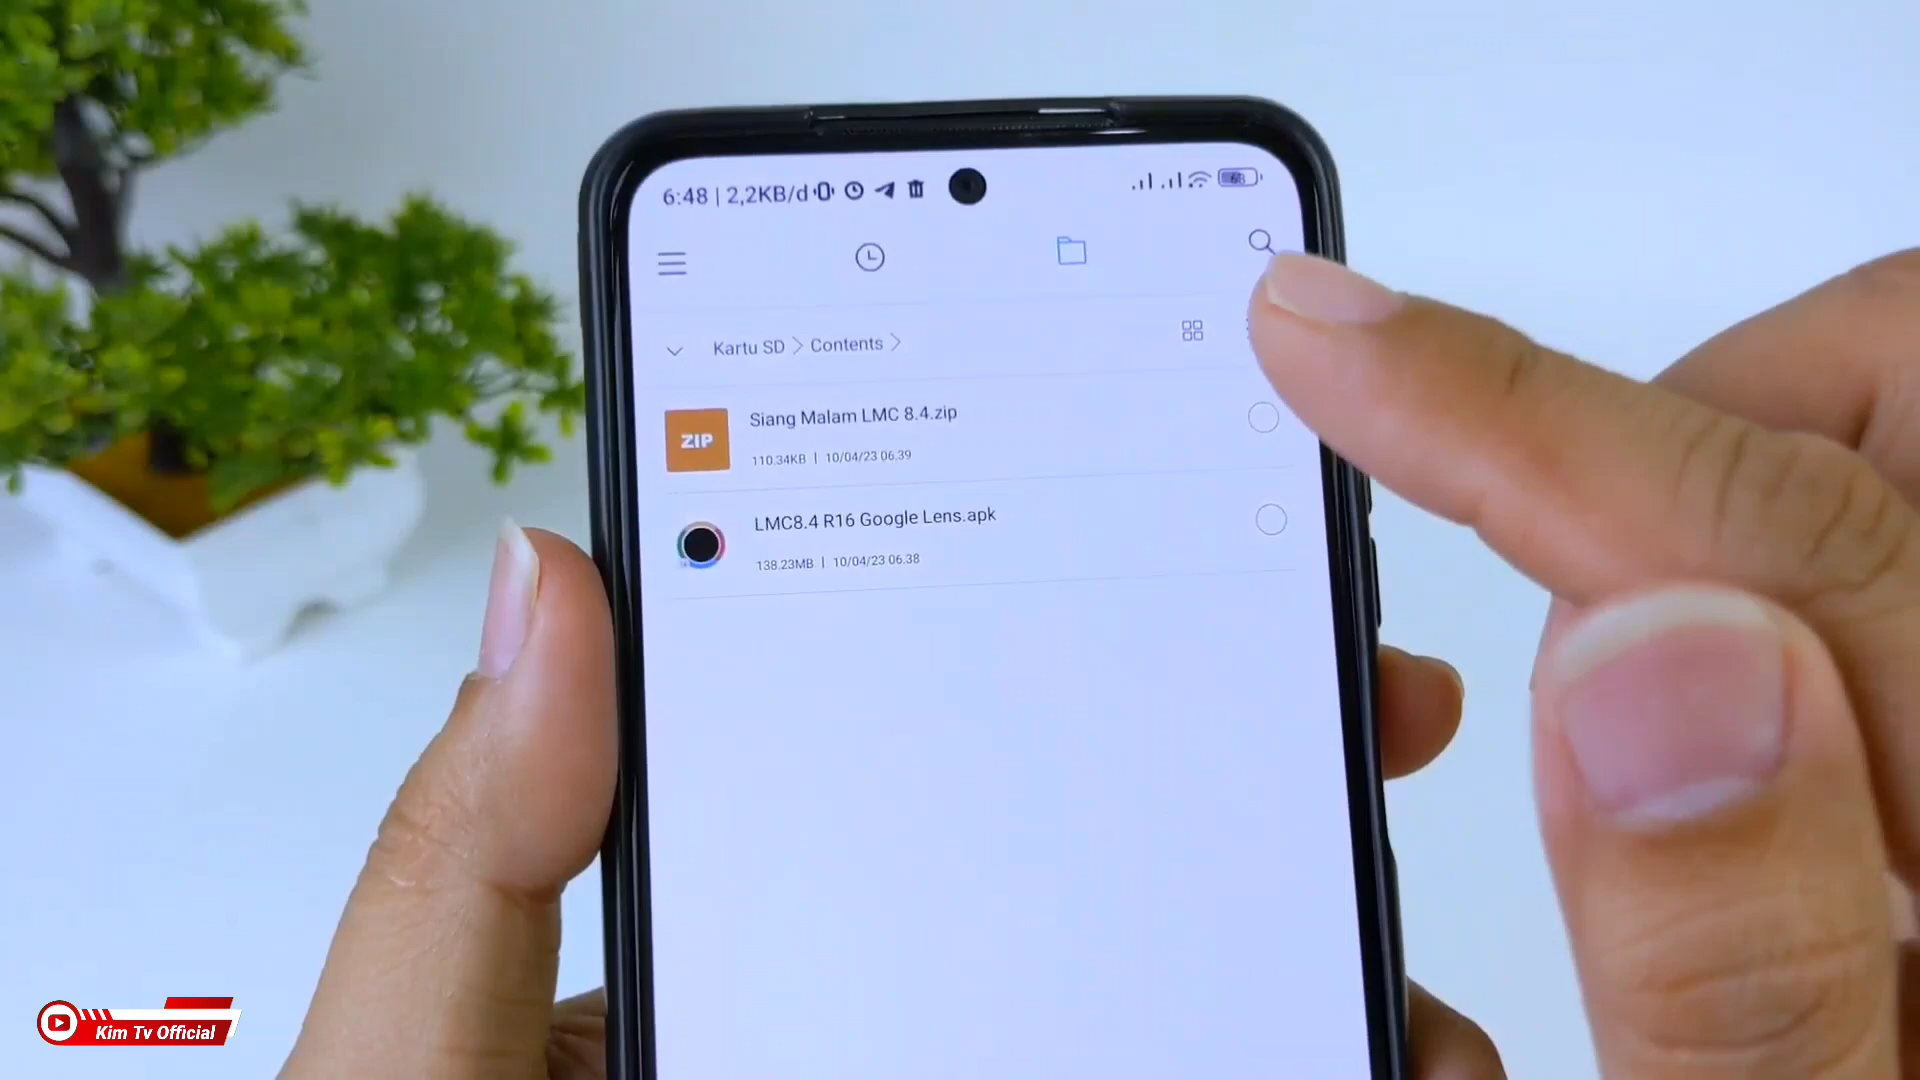 6:48 | 2,2KB/d
68
Kartu SD > Contents >
ZIP
Siang Malam LMC 8.4.zip
110.34KB | 10/04/23 06.39
LMC8.4 R16 Google Lens.apk
138.23MB | 10/04/23 06.38
Kim Tv Official